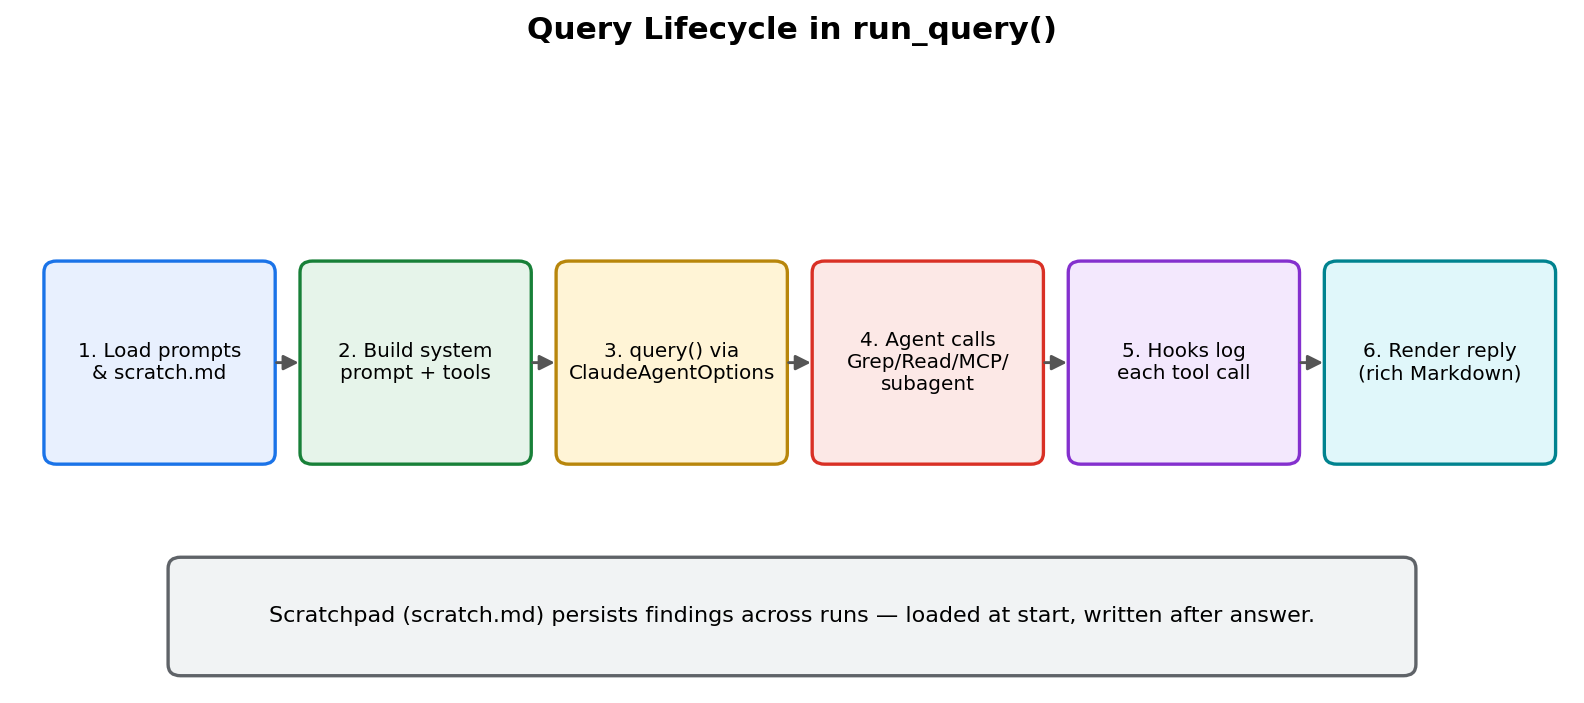 Query Lifecycle in run_query()
1. Load prompts
& scratch.md
2. Build system
prompt + tools
3. query() via
ClaudeAgentOptions
4. Agent calls
Grep/Read/MCP/
subagent
5. Hooks log
each tool call
6. Render reply
(rich Markdown)
Scratchpad (scratch.md) persists findings across runs — loaded at start, written after answer.